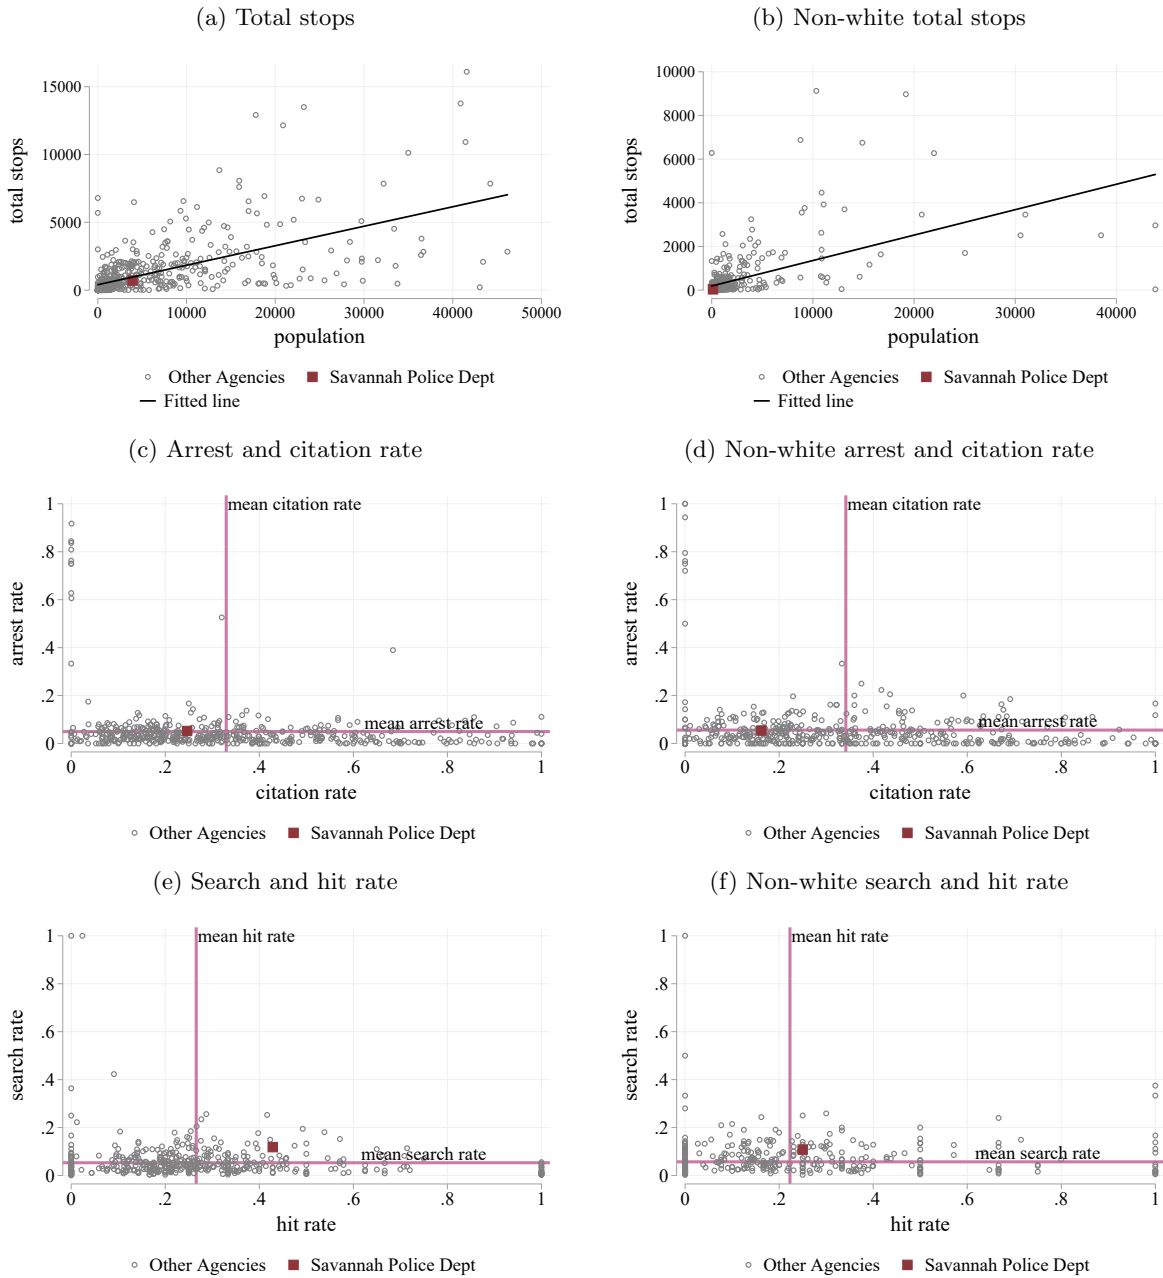 (a) Total stops
(b) Non-white total stops
total stops
15000
10000
5000
0
0 10000 20000 30000 40000 50000
population
Other Agencies Savannah Police Dept
Fitted line
total stops
10000
8000
6000
4000
2000
0
0 10000 20000 30000 40000
population
Other Agencies Savannah Police Dept
Fitted line
(c) Arrest and citation rate
(d) Non-white arrest and citation rate
arrest rate
1
.8
.6
.4
.2
0
mean citation rate
mean arrest rate
0 .2 .4 .6 .8 1
citation rate
Other Agencies Savannah Police Dept
arrest rate
1
.8
.6
.4
.2
0
mean citation rate
mean arrest rate
0 .2 .4 .6 .8 1
citation rate
Other Agencies Savannah Police Dept
(e) Search and hit rate
(f) Non-white search and hit rate
search rate
1
.8
.6
.4
.2
0
mean hit rate
mean search rate
0 .2 .4 .6 .8 1
hit rate
Other Agencies Savannah Police Dept
search rate
1
.8
.6
.4
.2
0
mean hit rate
mean search rate
0 .2 .4 .6 .8 1
hit rate
Other Agencies Savannah Police Dept